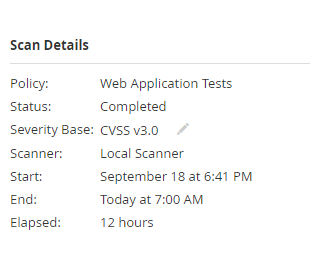 Scan Details
Policy: Web Application Tests
Status: Completed
Severity Base: CVSS v3.0
Scanner: Local Scanner
Start: September 18 at 6:41 PM
End: Today at 7:00 AM
Elapsed: 12 hours